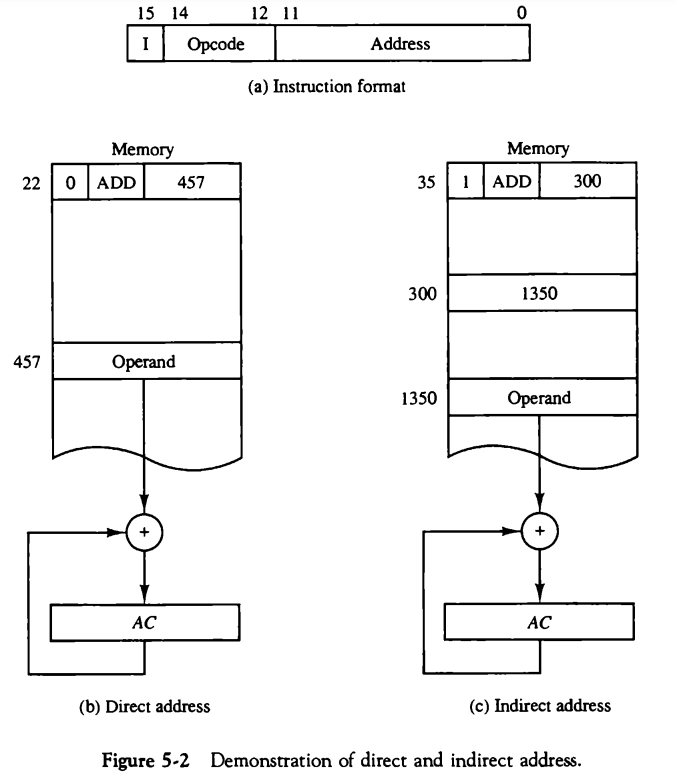 15 14 12 11 0
I Opcode Address
(a) Instruction format
Memory
22 0 ADD 457
457 Operand
+
AC
(b) Direct address
Memory
35 1 ADD 300
300 1350
1350 Operand
+
AC
(c) Indirect address
Figure 5-2 Demonstration of direct and indirect address.